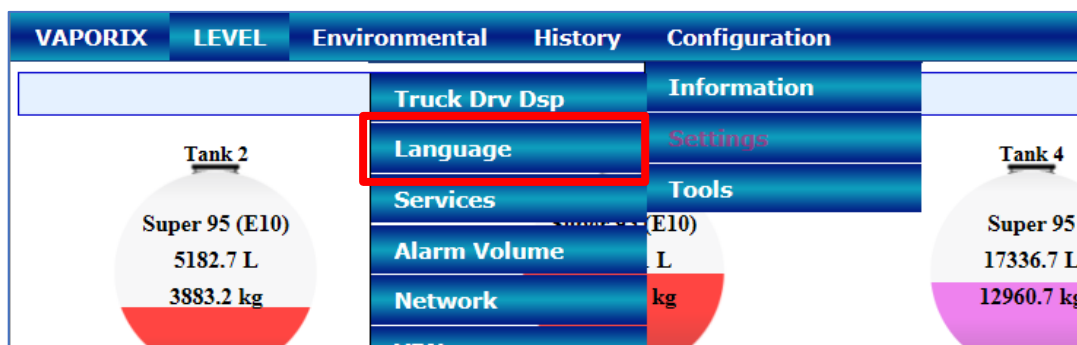 VAPORIX LEVEL Environmental History Configuration
Truck Drv Dsp
Language
Services
Alarm Volume
Network
Information
Settings
Tools
Tank 2
Super 95 (E10)
5182.7 L
3883.2 kg
(E10)
L
kg
Tank 4
Super 95
17336.7 L
12960.7 kg